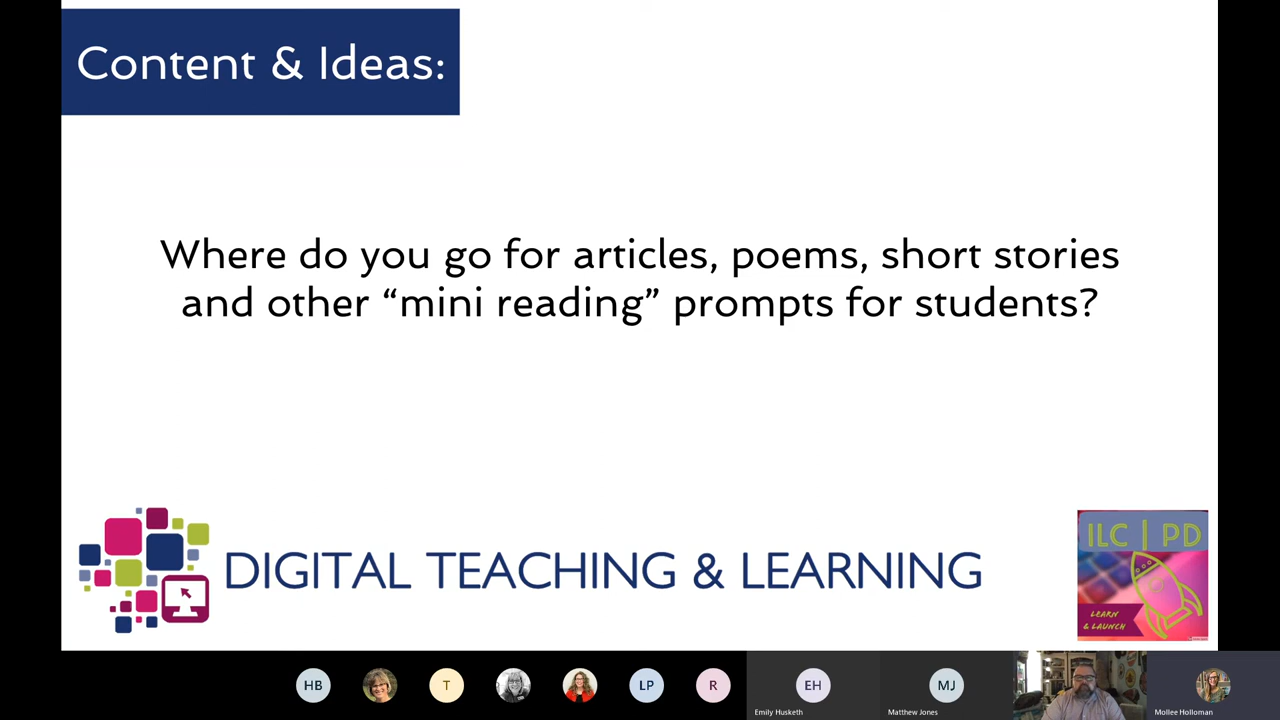 Content & Ideas:
Where do you go for articles, poems, short stories
and other “mini reading” prompts for students?
DIGITAL TEACHING & LEARNING
ILC | PD
LEARN
& LAUNCH
HB
T
LP
R
EH
MJ
Emily Husketh
Matthew Jones
Mollee Holloman